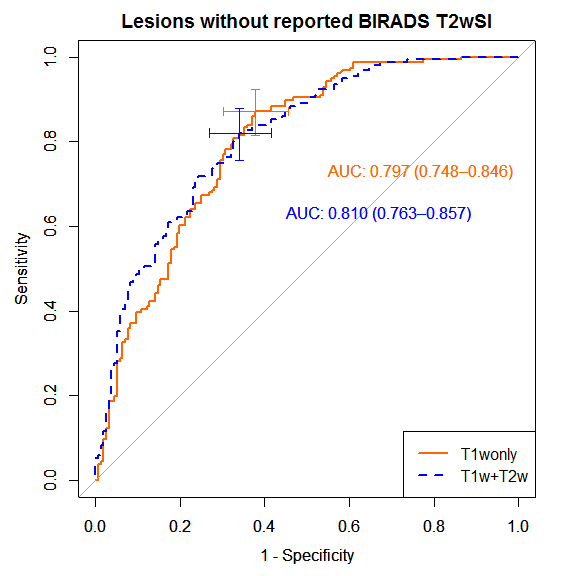 Lesions without reported BIRADS T2wSI
1.0
0.8
0.6
0.4
0.2
0.0
Sensitivity
AUC: 0.797 (0.748–0.846)
AUC: 0.810 (0.763–0.857)
T1wonly
T1w+T2w
0.0 0.2 0.4 0.6 0.8 1.0
1 - Specificity